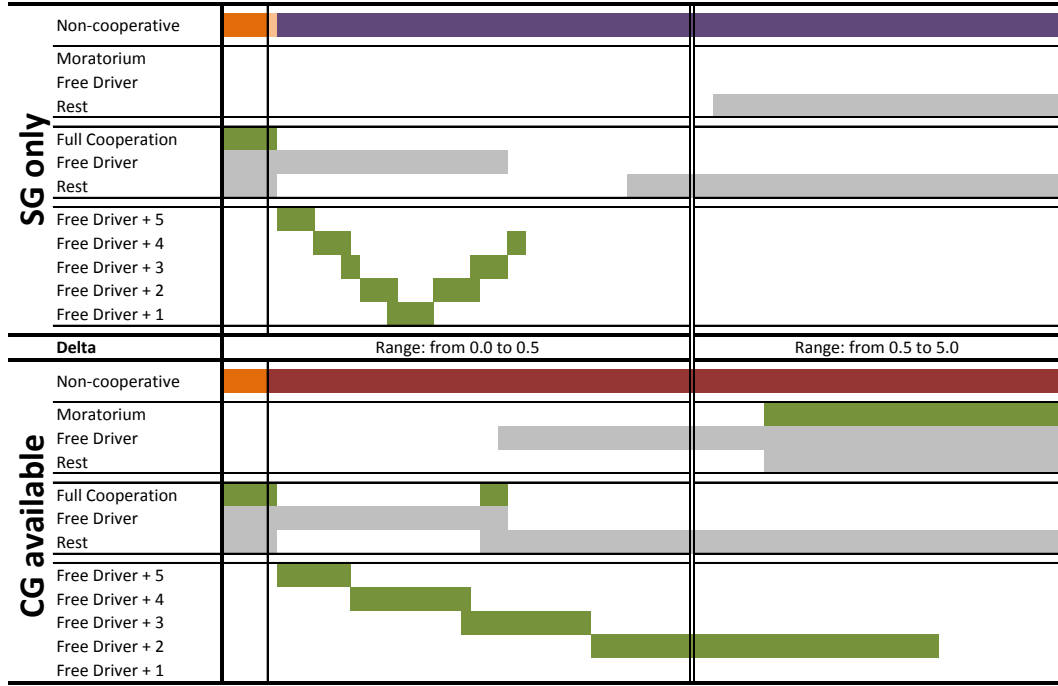 SG only
Non-cooperative
Moratorium
Free Driver
Rest
Full Cooperation
Free Driver
Rest
Free Driver + 5
Free Driver + 4
Free Driver + 3
Free Driver + 2
Free Driver + 1
Delta Range: from 0.0 to 0.5 Range: from 0.5 to 5.0
CG available
Non-cooperative
Moratorium
Free Driver
Rest
Full Cooperation
Free Driver
Rest
Free Driver + 5
Free Driver + 4
Free Driver + 3
Free Driver + 2
Free Driver + 1